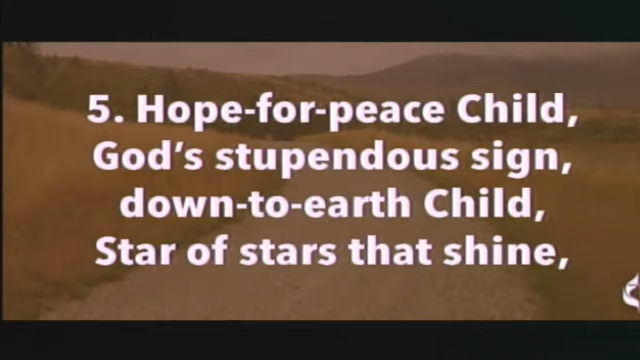 5. Hope-for-peace Child,
God's stupendous sign,
down-to-earth Child,
Star of stars that shine,